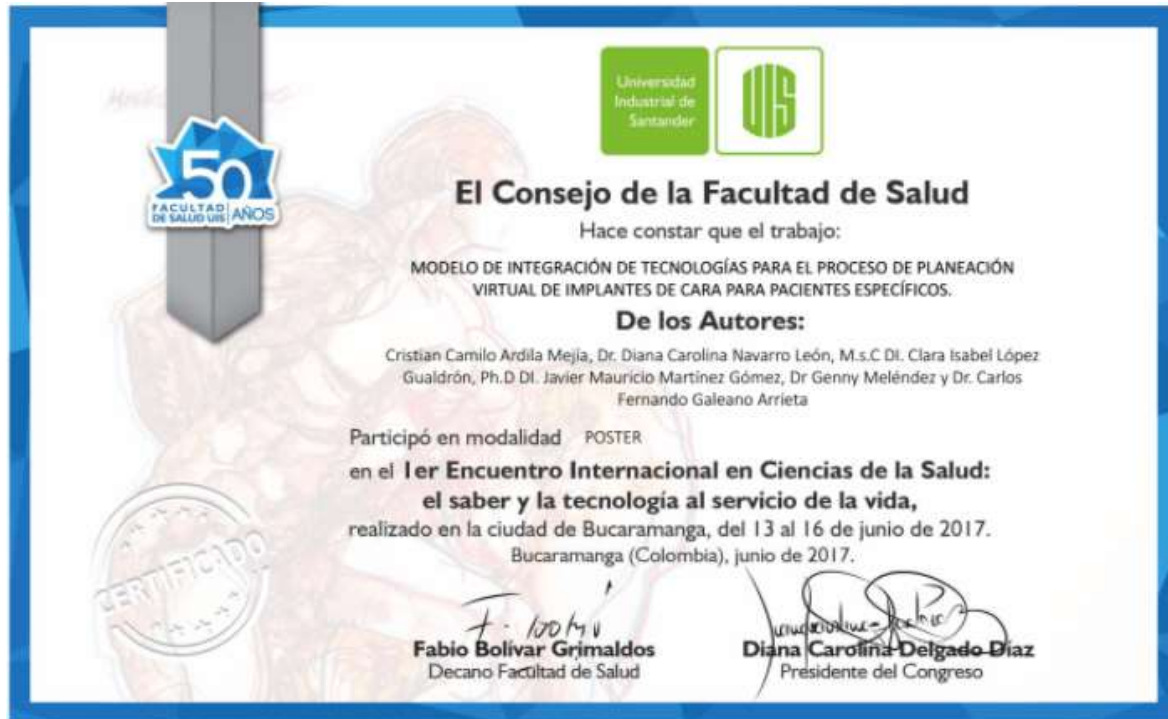 Universidad
Industrial de
Santander
UIS
50
FACULTAD
DE SALUD UIS
AÑOS
El Consejo de la Facultad de Salud
Hace constar que el trabajo:
MODELO DE INTEGRACIÓN DE TECNOLOGÍAS PARA EL PROCESO DE PLANEACIÓN
VIRTUAL DE IMPLANTES DE CARA PARA PACIENTES ESPECÍFICOS.
De los Autores:
Cristian Camilo Ardila Mejía, Dr. Diana Carolina Navarro León, M.s.C DI. Clara Isabel López
Gualdrón, Ph.D DI. Javier Mauricio Martínez Gómez, Dr Genny Meléndez y Dr. Carlos
Fernando Galeano Arrieta
Participó en modalidad POSTER
en el 1er Encuentro Internacional en Ciencias de la Salud:
el saber y la tecnología al servicio de la vida,
realizado en la ciudad de Bucaramanga, del 13 al 16 de junio de 2017.
Bucaramanga (Colombia), junio de 2017.
CERTIFICADO
Fabio Bolívar Grimaldos
Decano Facultad de Salud
Diana Carolina Delgado Díaz
Presidente del Congreso